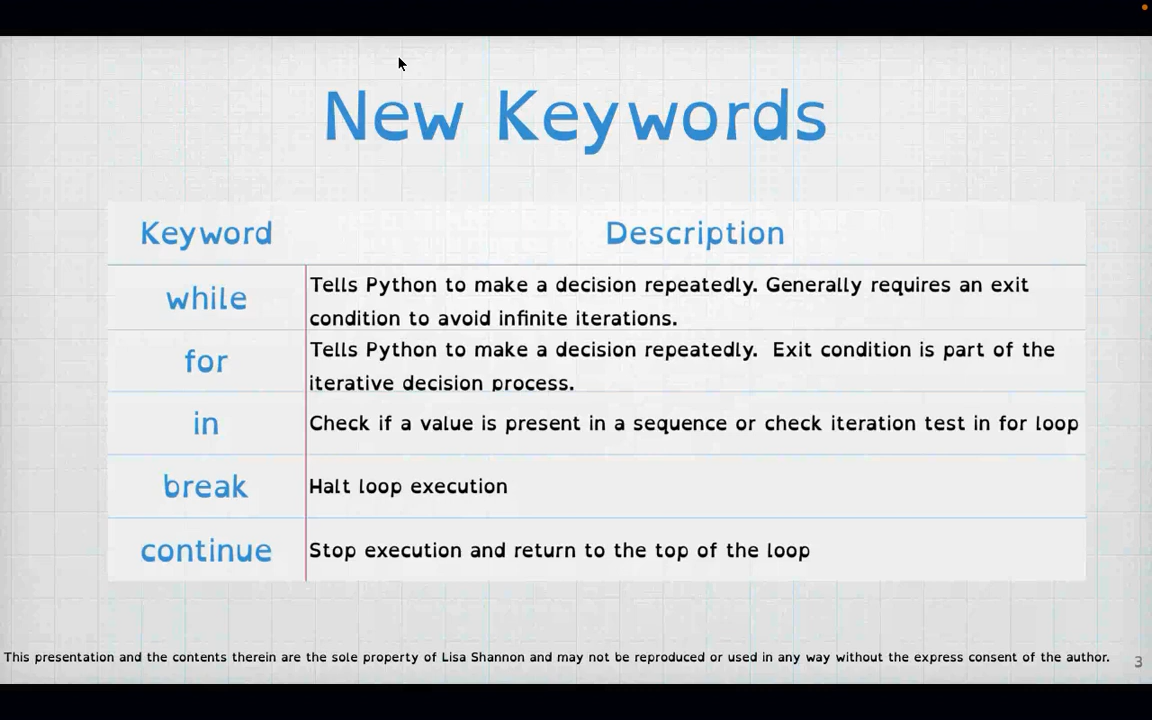 New Keywords
Keyword Description
while
Tells Python to make a decision repeatedly. Generally requires an exit
condition to avoid infinite iterations.
for
Tells Python to make a decision repeatedly.  Exit condition is part of the
iterative decision process.
in Check if a value is present in a sequence or check iteration test in for loop
break Halt loop execution
continue Stop execution and return to the top of the loop
This presentation and the contents therein are the sole property of Lisa Shannon and may not be reproduced or used in any way without the express consent of the author.
3